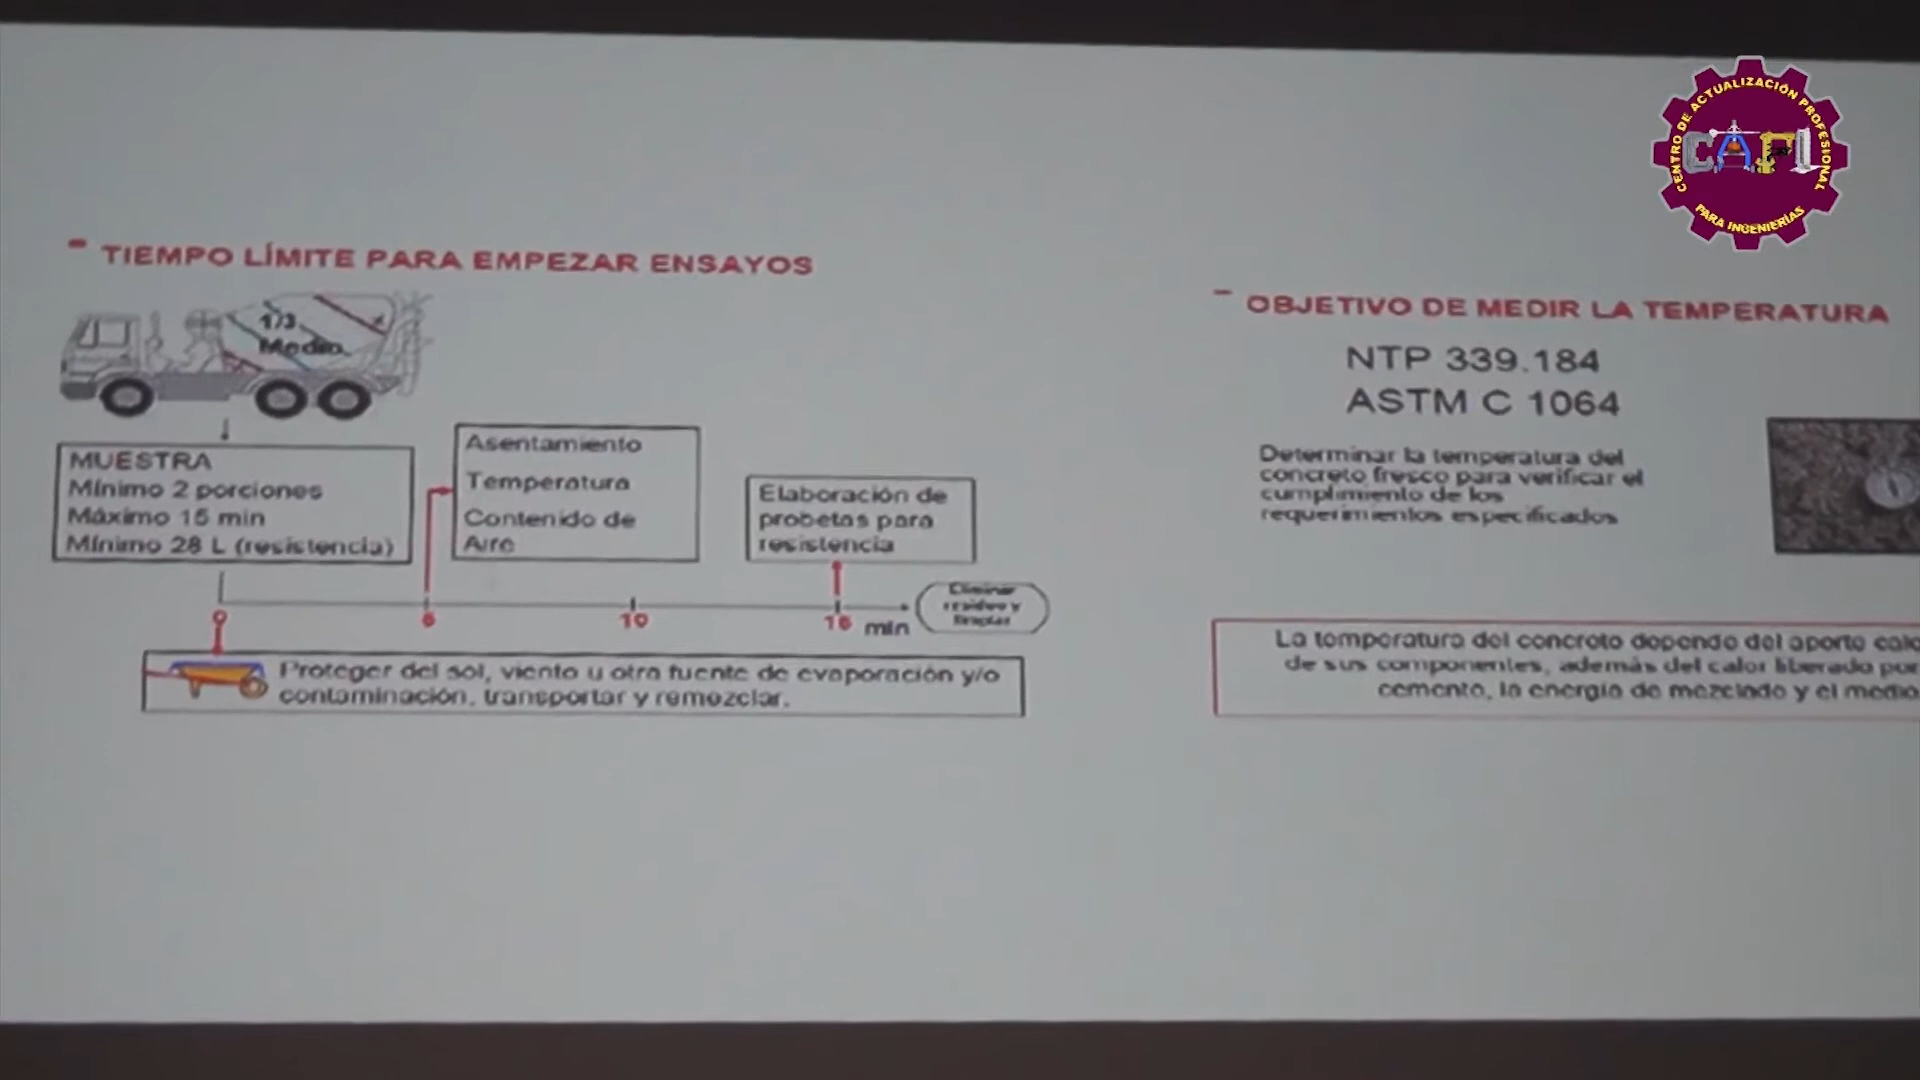 CENTRO DE ACTUALIZACIÓN PROFESIONAL
CAPI
PARA INGENIERÍAS
TIEMPO LÍMITE PARA EMPEZAR ENSAYOS
1/3
Medio.
MUESTRA
Mínimo 2 porciones
Máximo 15 min
Mínimo 28 L (resistencia)
Asentamiento
Temperatura
Contenido de
Aire
Elaboración de
probetas para
resistencia
0
10
min
Eliminar
residuo y
limpiar
Proteger del sol, viento u otra fuente de evaporación y/o
contaminación, transportar y remezclar.
OBJETIVO DE MEDIR LA TEMPERATURA
NTP 339.184
ASTM C 1064
Determinar la temperatura del
concreto fresco para verificar el
cumplimiento de los
requerimientos especificados
La temperatura del concreto depende del aporte
de sus componentes, además del calor liberado por
cemento, la energía de mezclado y el medio